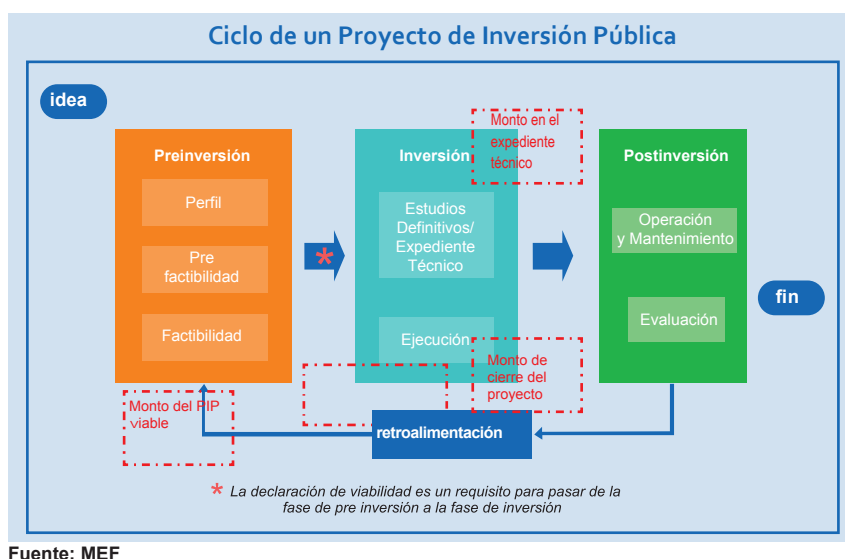 Ciclo de un Proyecto de Inversión Pública
idea
Preinversión
Perfil
Pre
factibilidad
Factibilidad
Monto del PIP
viable
*
Inversión
Monto en el
expediente
técnico
Estudios
Definitivos/
Expediente
Técnico
Ejecución
Monto de
cierre del
proyecto
Postinversión
Operación
y Mantenimiento
Evaluación
fin
retroalimentación
* La declaración de viabilidad es un requisito para pasar de la
fase de pre inversión a la fase de inversión
Fuente: MEF